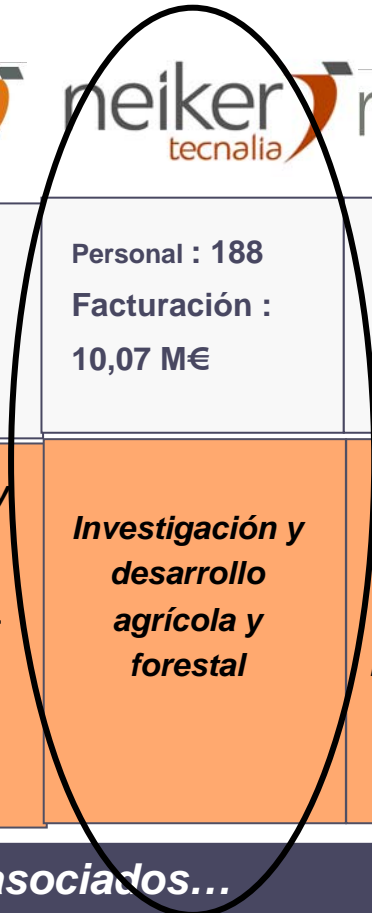 neiker
tecnalia
Personal : 188
Facturación :
10,07 M€
Investigación y
desarrollo
agrícola y
forestal
asociados...